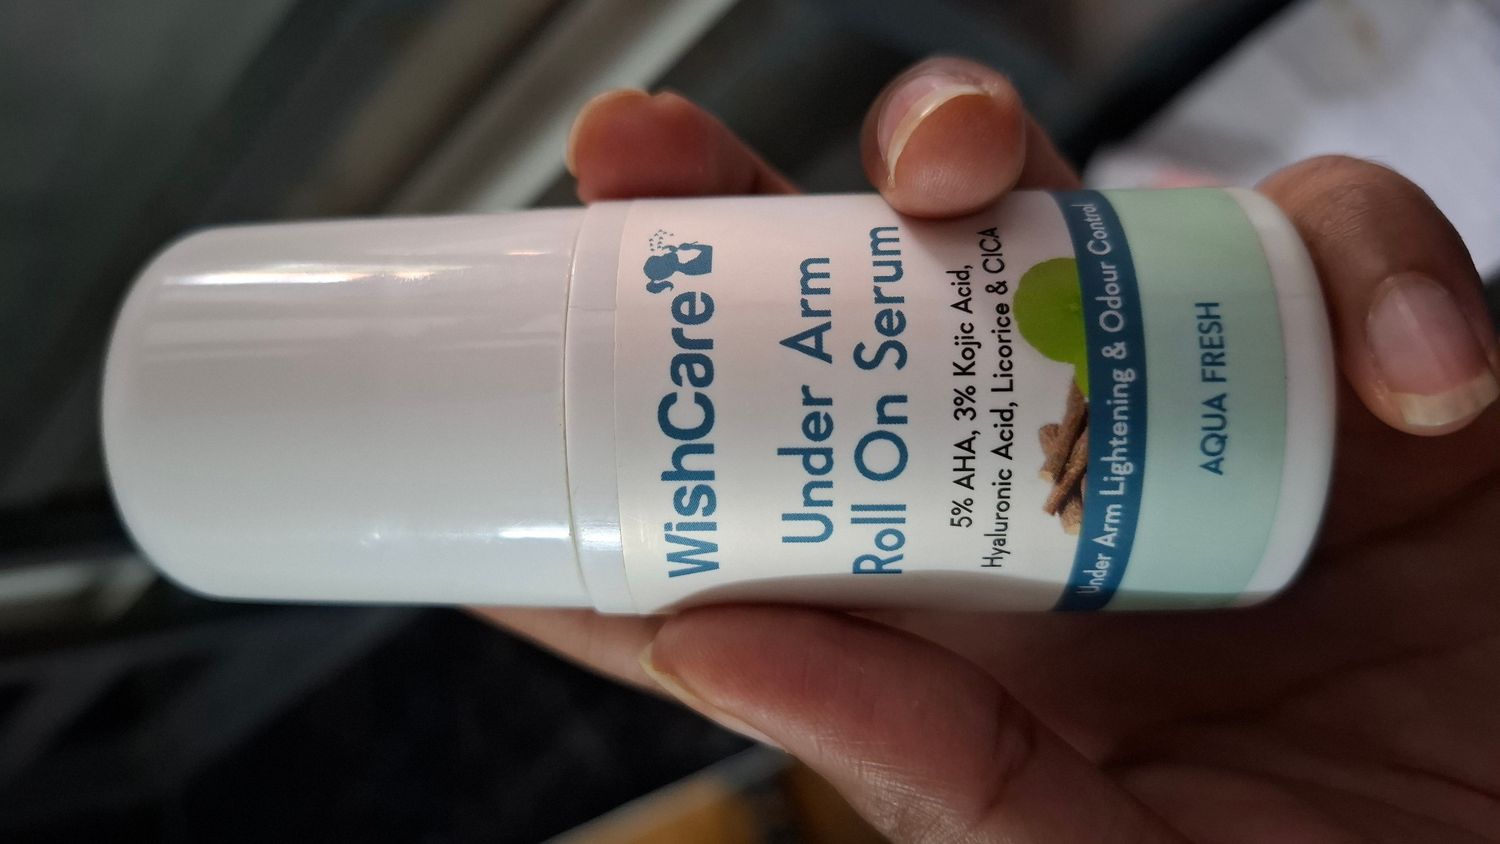 WishCare
Under Arm
Roll On Serum
5% AHA, 3% Kojic Acid,
Hyaluronic Acid, Licorice & CICA
Under Arm Lightening & Odour Control
AQUA FRESH